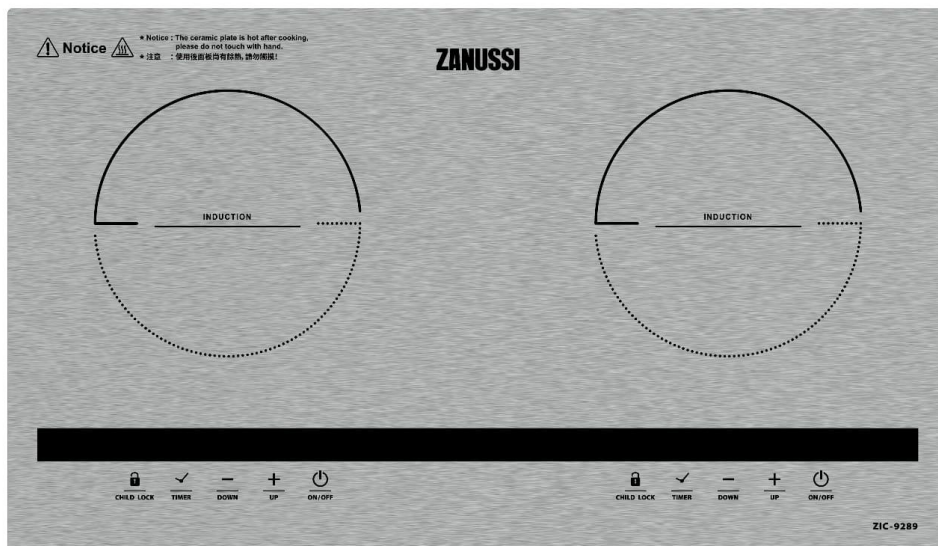 Notice
★ Notice : The ceramic plate is hot after cooking,
please do not touch with hand.
★ 注意 : 使用後面板尚有餘熱, 請勿觸摸!
ZANUSSI
INDUCTION
INDUCTION
CHILD LOCK TIMER DOWN UP ON/OFF
CHILD LOCK TIMER DOWN UP ON/OFF
ZIC-9289